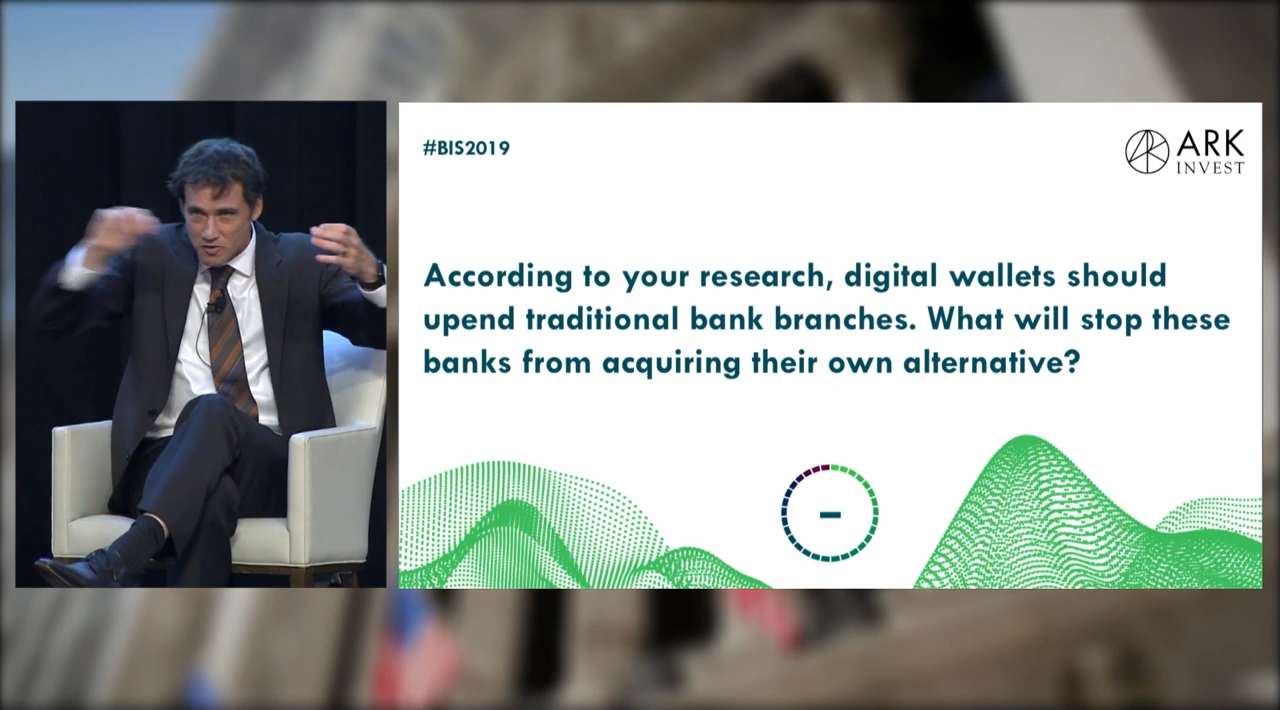 #BIS2019
ARK
INVEST
According to your research, digital wallets should
upend traditional bank branches. What will stop these
banks from acquiring their own alternative?
-